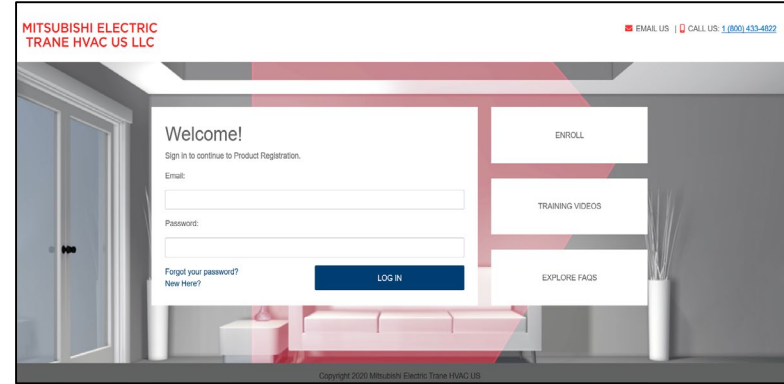 MITSUBISHI ELECTRIC
TRANE HVAC US LLC
EMAIL US | CALL US: 1 (800) 433-4822
Welcome!
Sign in to continue to Product Registration.
Email:
Password:
Forgot your password?
New Here?
LOG IN
ENROLL
TRAINING VIDEOS
EXPLORE FAQS
Copyright 2020 Mitsubishi Electric Trane HVAC US